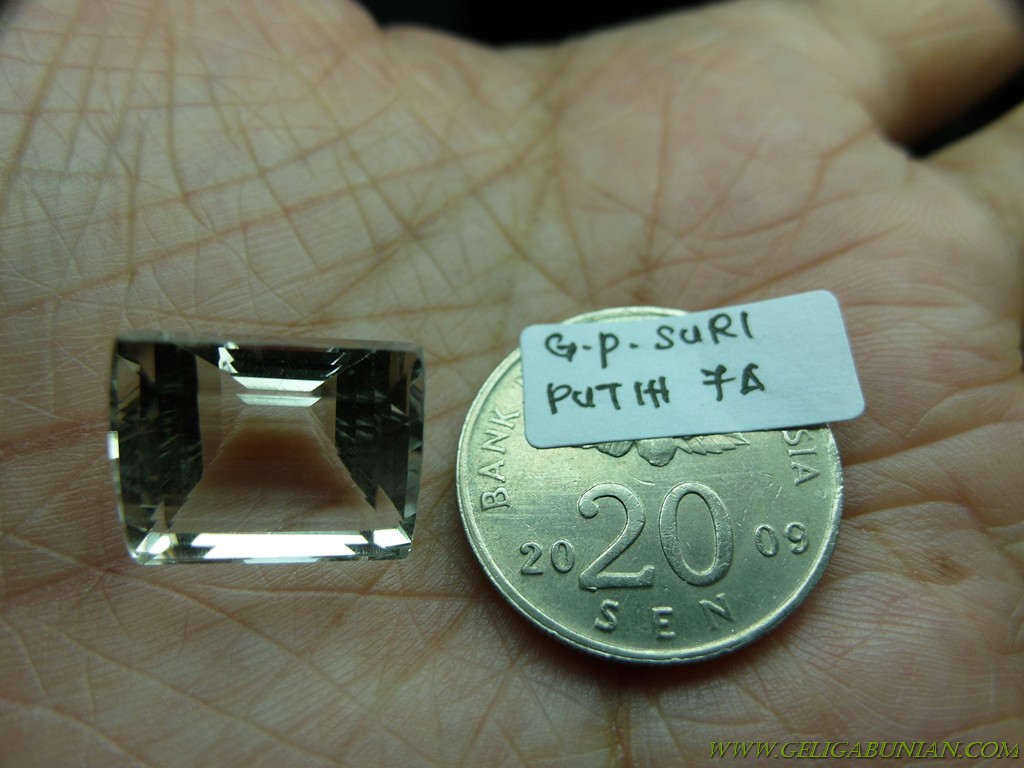 G.P. SURI
PUTIH 7A
BANK
SIA
20 20 09
SEN
WWW.GELIGABUNIAN.COM